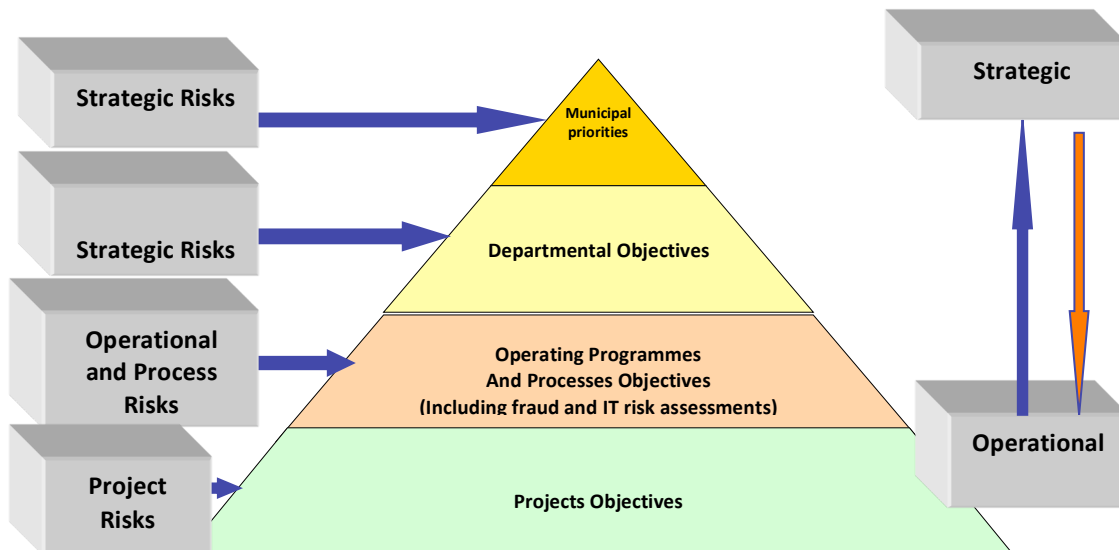 Strategic Risks
Strategic Risks
Operational
and Process
Risks
Project
Risks
Municipal
priorities
Departmental Objectives
Operating Programmes
And Processes Objectives
(Including fraud and IT risk assessments)
Projects Objectives
Strategic
Operational